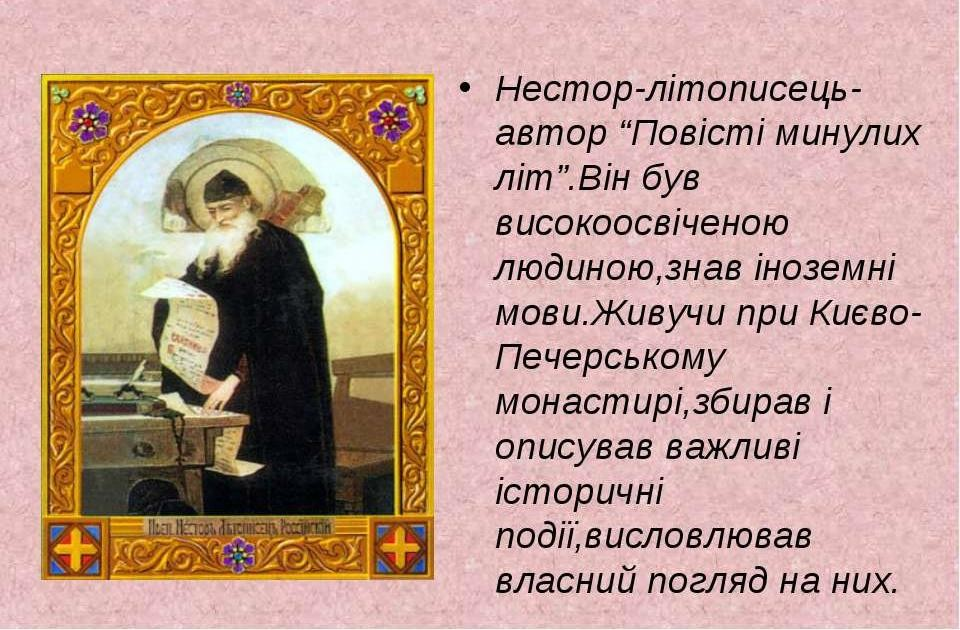 • Нестор-літописець-
автор “Повісті минулих
літ”.Він був
високоосвіченою
людиною,знав іноземні
мови.Живучи при Києво-
Печерському
монастирі,збирав і
описував важливі
історичні
події,висловлював
власний погляд на них.
Несторъ Лѣтописецъ Россійскій